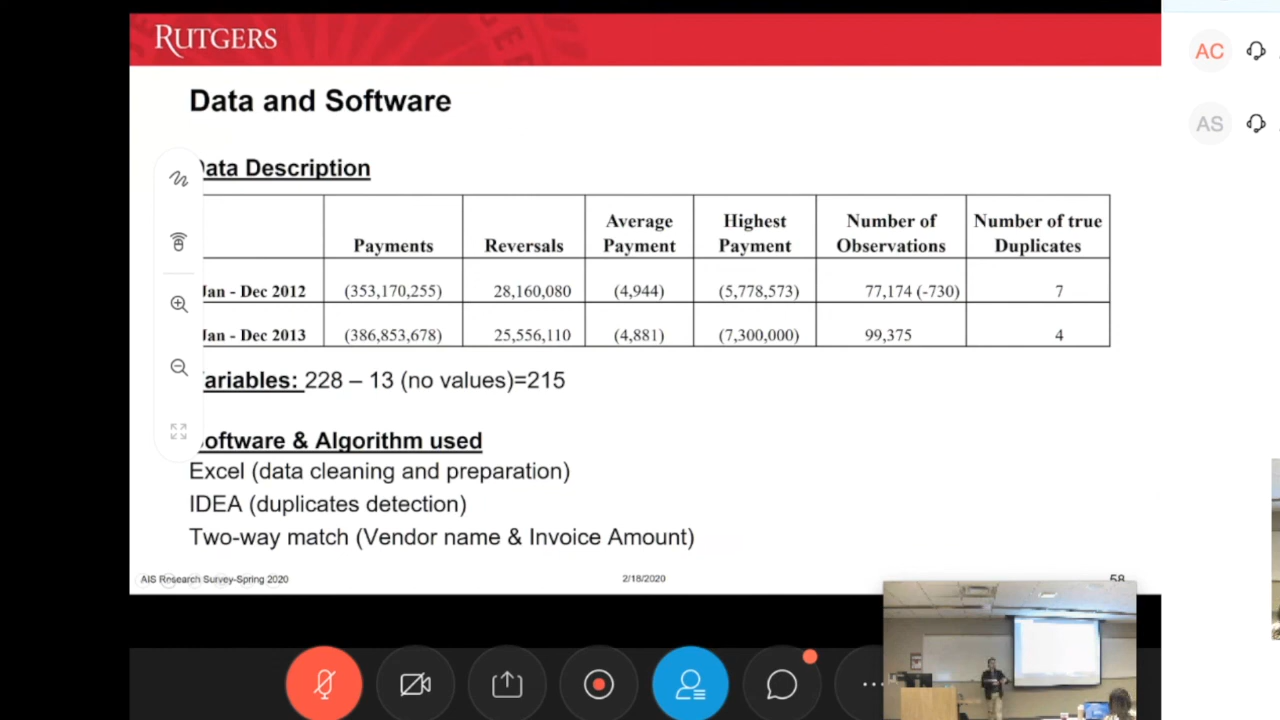 RUTGERS
AC
Data and Software
AS
ata Description
Payments Reversals Average Payment Highest Payment Number of Observations Number of true Duplicates
Jan - Dec 2012 (353,170,255) 28,160,080 (4,944) (5,778,573) 77,174 (-730) 7
Jan - Dec 2013 (386,853,678) 25,556,110 (4,881) (7,300,000) 99,375 4
ariables: 228 – 13 (no values)=215
oftware & Algorithm used
Excel (data cleaning and preparation)
IDEA (duplicates detection)
Two-way match (Vendor name & Invoice Amount)
AIS Research Survey-Spring 2020 2/18/2020 58